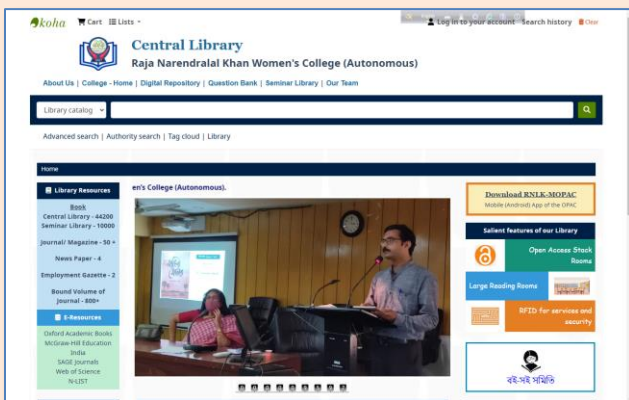 koha Cart Lists
Log in to your account Search history
Central Library
Raja Narendralal Khan Women's College (Autonomous)
About Us | College - Home | Digital Repository | Question Bank | Seminar Library | Our Team
Library catalog
Advanced search | Authority search | Tag cloud | Library
Home
Library Resources
Book
Central Library - 44200
Seminar Library - 10000
Journal/ Magazine - 50 +
News Paper - 4
Employment Gazette - 2
Bound Volume of
Journal - 800+
E-Resources
Oxford Academic Books
McGraw-Hill Education
India
SAGE Journals
Web of Science
N-LIST
en's College (Autonomous).
Download RNLK-MOPAC
Mobile (Android) App of the OPAC
Salient features of our Library
Open Access Stack
Rooms
Large Reading Rooms
RFID for services and
security
বই-সই সমিতি